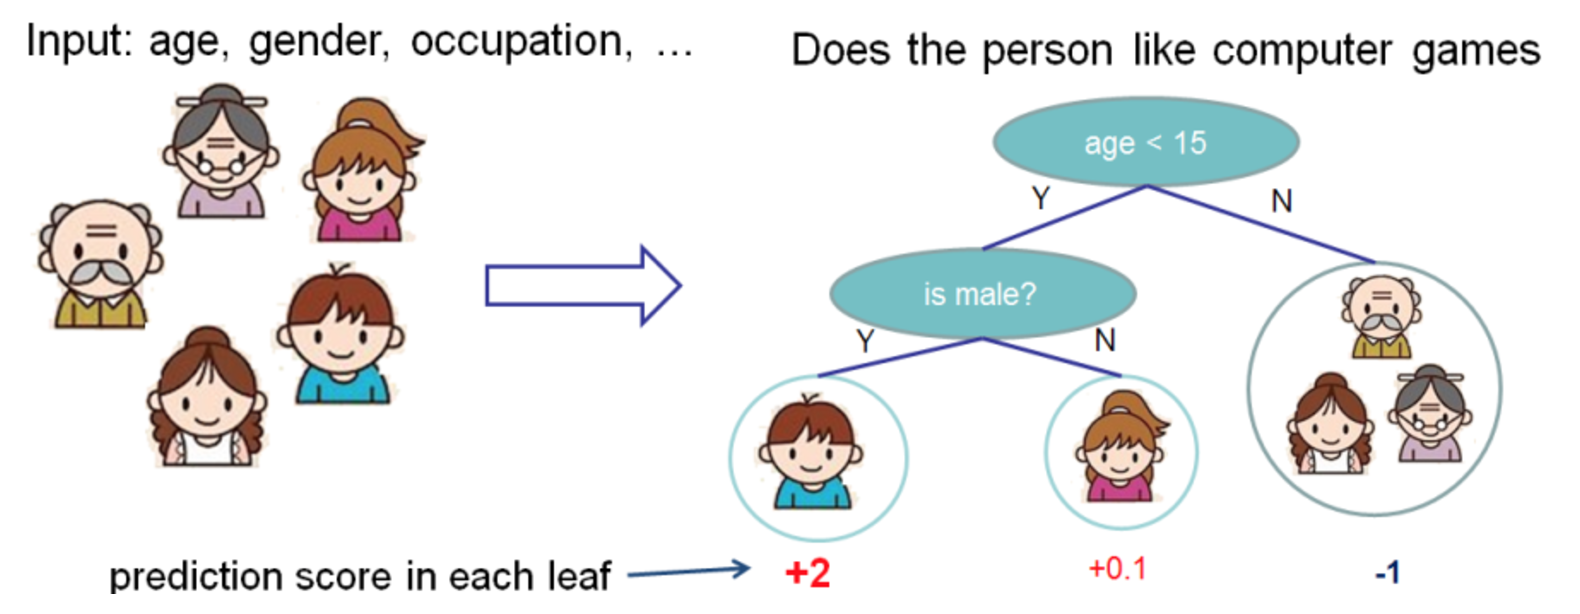 Input: age, gender, occupation, ...
Does the person like computer games
age < 15
Y
N
is male?
Y
N
prediction score in each leaf
+2
+0.1
-1